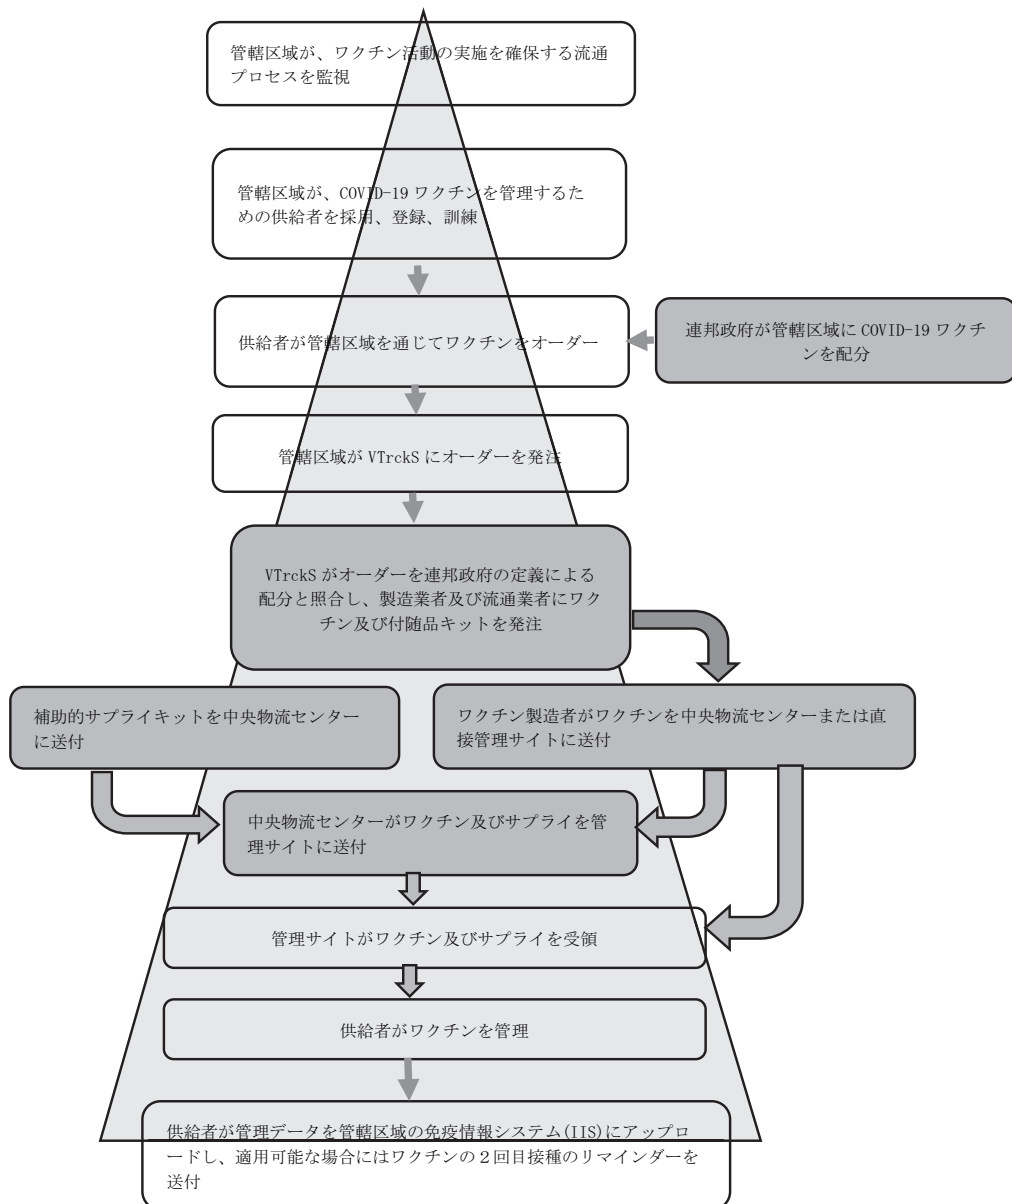 管轄区域が、ワクチン活動の実施を確保する流通
プロセスを監視
管轄区域が、COVID-19 ワクチンを管理するた
めの供給者を採用、登録、訓練
供給者が管轄区域を通じてワクチンをオーダー
連邦政府が管轄区域に COVID-19 ワクチ
ンを配分
管轄区域が VTrckS にオーダーを発注
VTrckS がオーダーを連邦政府の定義による
配分と照合し、製造業者及び流通業者にワク
チン及び付随品キットを発注
補助的サプライキットを中央物流センター
に送付
ワクチン製造者がワクチンを中央物流センターまたは直
接管理サイトに送付
中央物流センターがワクチン及びサプライを管
理サイトに送付
管理サイトがワクチン及びサプライを受領
供給者がワクチンを管理
供給者が管理データを管轄区域の免疫情報システム(IIS)にアップロ
ードし、適用可能な場合にはワクチンの２回目接種のリマインダーを
送付